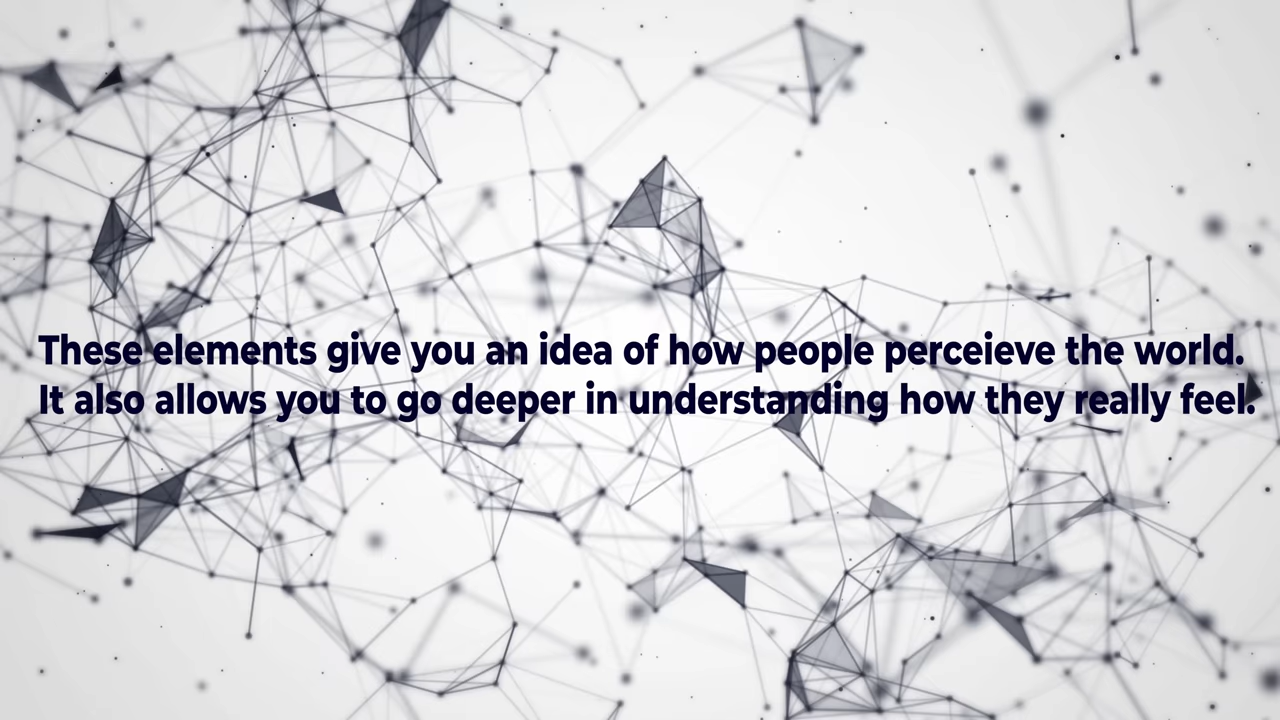 These elements give you an idea of how people perceieve the world.
It also allows you to go deeper in understanding how they really feel.